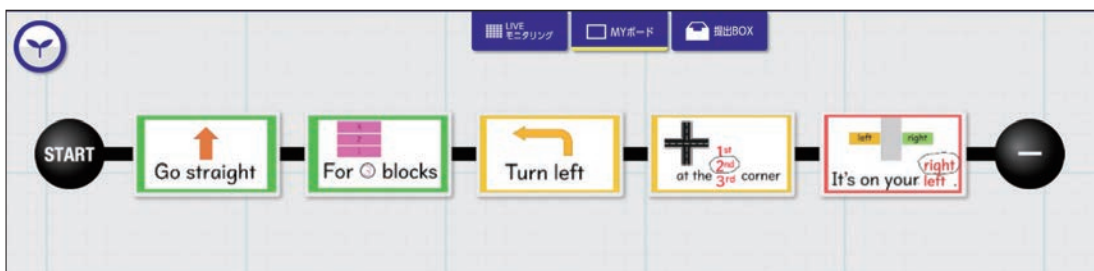 LIVE
モニタリング
MYボード
提出BOX
START
Go straight
For 3 blocks
Turn left
1st
2nd
at the 3rd corner
left right
right
It's on your left.